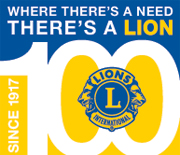 WHERE THERE'S A NEED
THERE'S A LION
SINCE 1917
100
LIONS
L
INTERNATIONAL